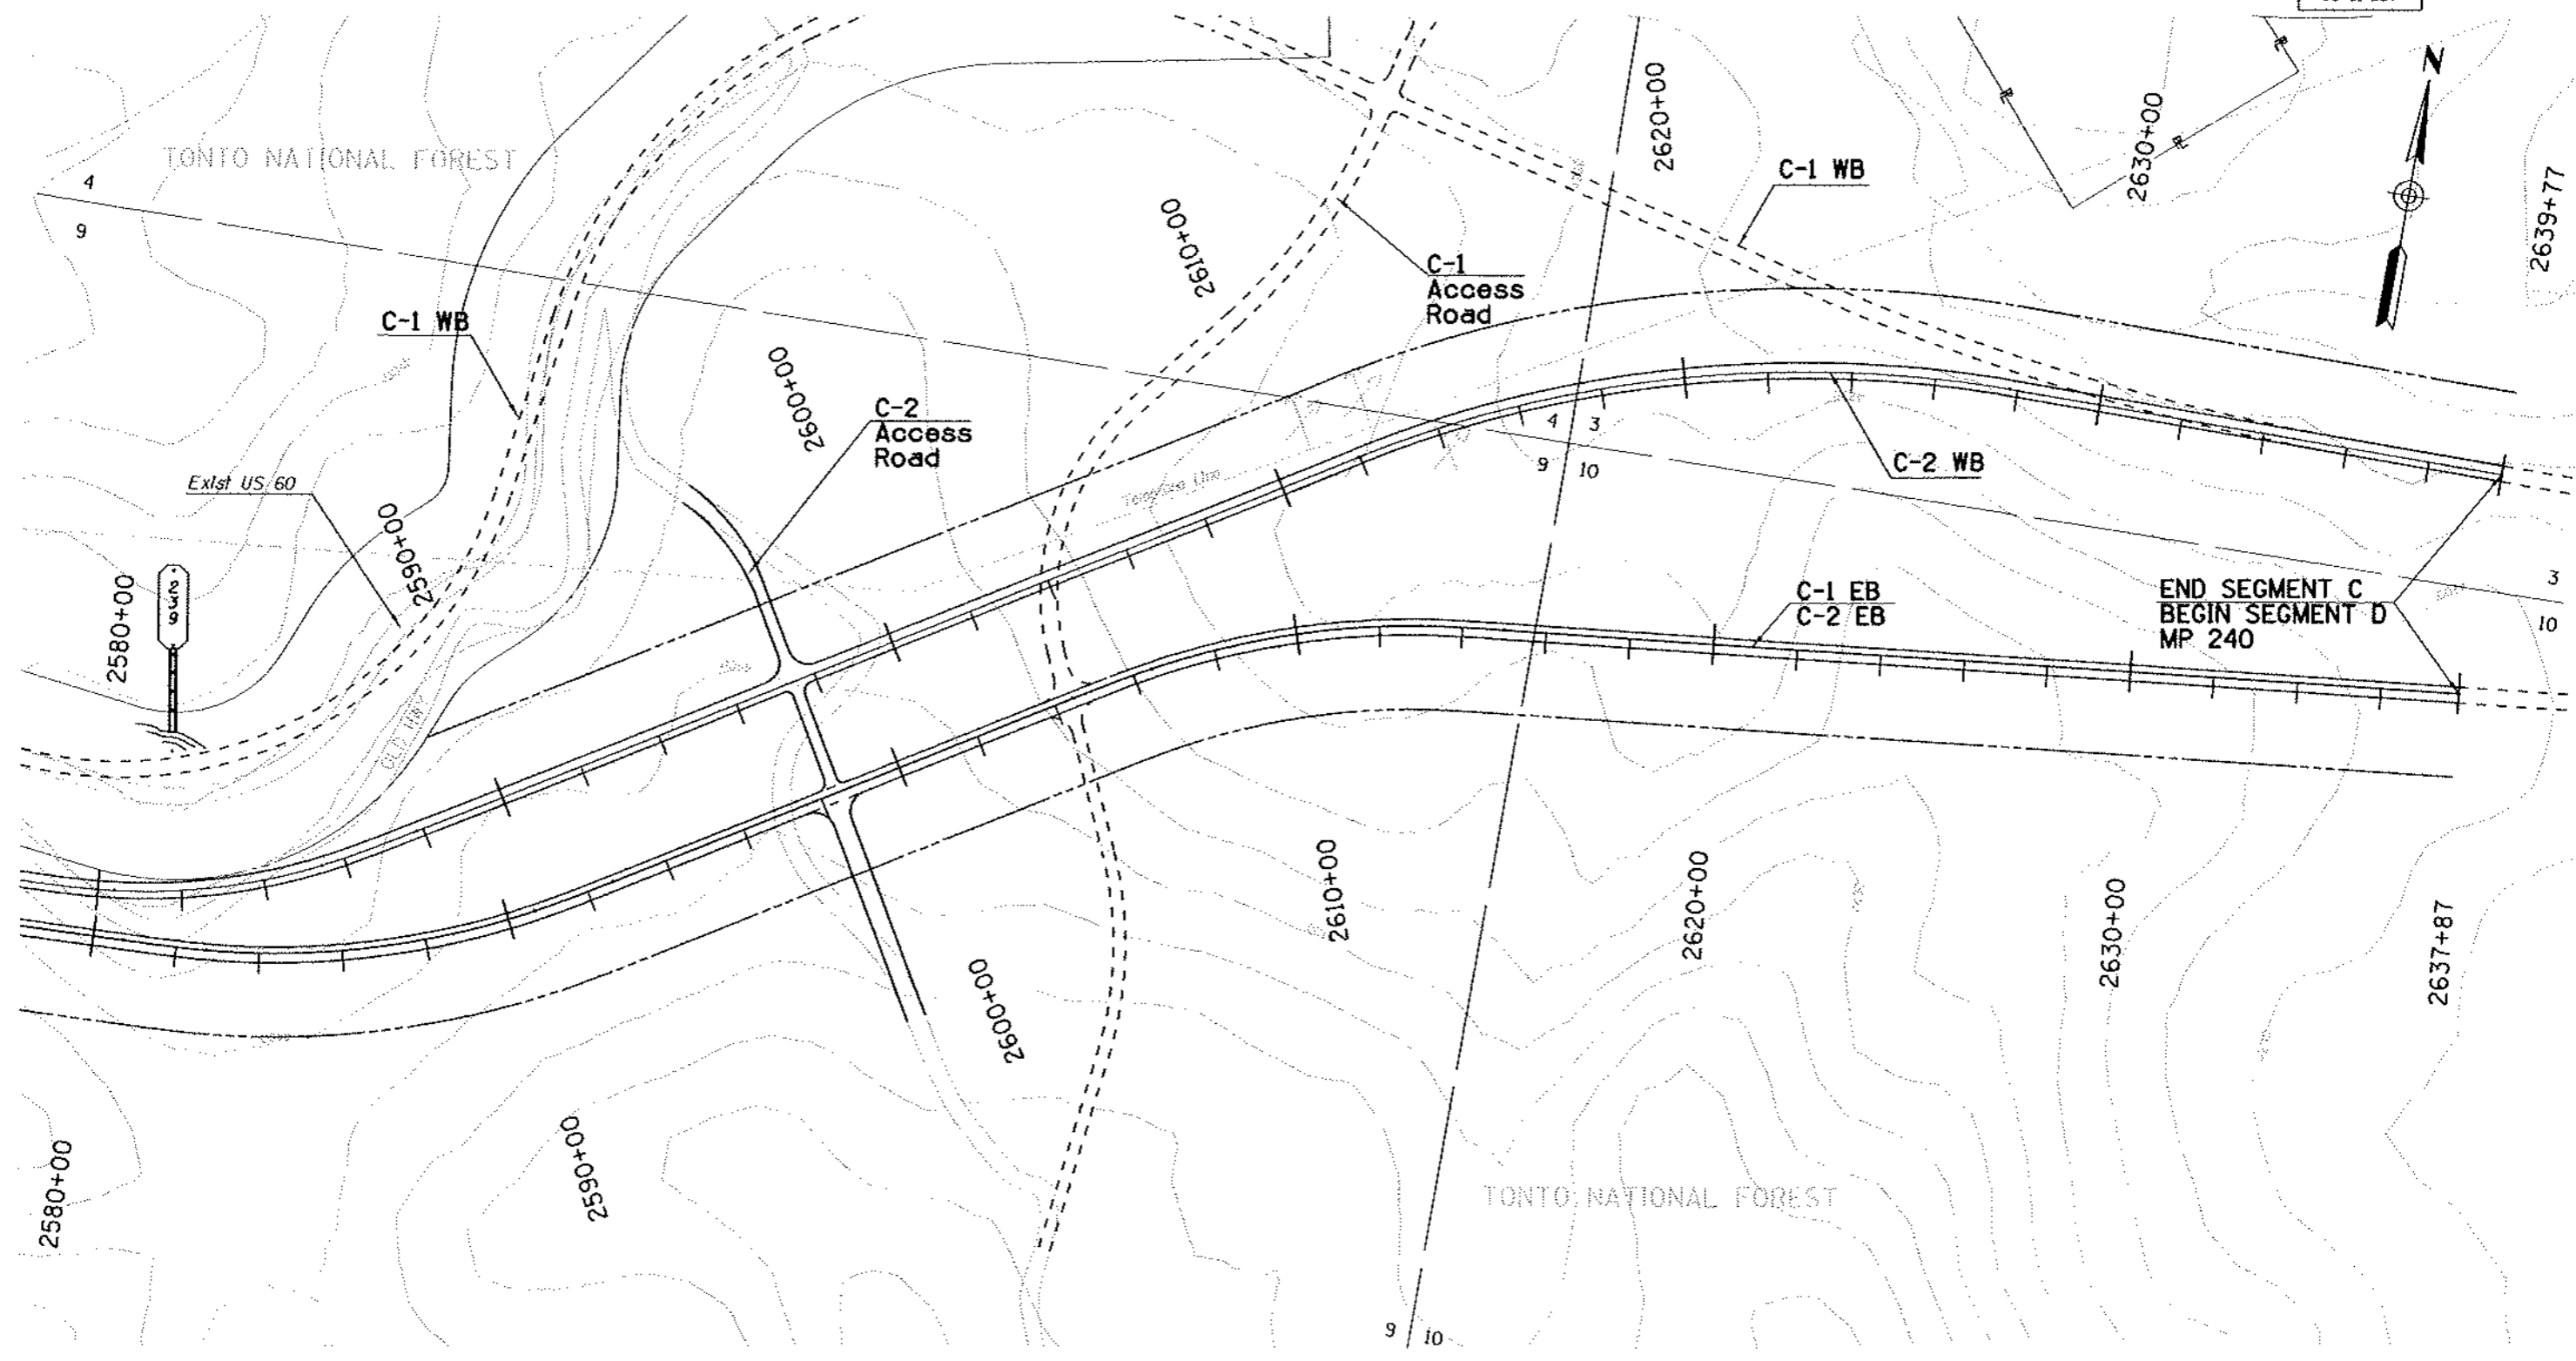 TONTO NATIONAL FOREST
4
9
C-1 WB
Exist US 60
2580+00
2590+00
2600+00
C-2
Access
Road
2610+00
C-1
Access
Road
2620+00
C-1 WB
2630+00
N
2639+77
4 3
9 10
C-2 WB
C-1 EB
C-2 EB
END SEGMENT C
BEGIN SEGMENT D
MP 240
3
10
2580+00
2590+00
2600+00
2610+00
2620+00
2630+00
2637+87
TONTO NATIONAL FOREST
9 10